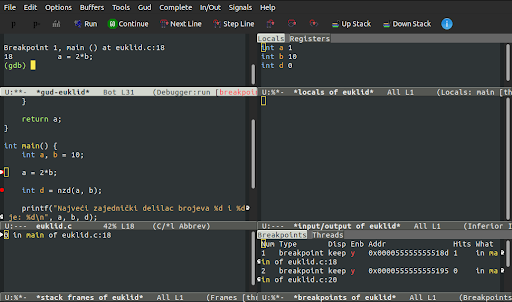 File Edit Options Buffers Tools Gud Complete In/Out Signals Help
Run Go Continue Next Line Step Line Up Stack Down Stack
Breakpoint 1, main () at euklid.c:18
18 a = 2*b;
(gdb)
U:**- *gud-euklid* Bot L31 (Debugger:run [breakpoin
Locals Registers
int a 1
int b 10
int d 0
U:%*- *locals of euklid* All L1 (Locals: main [th
}
return a;
}
int main() {
int a, b = 10;
a = 2*b;
int d = nzd(a, b);
printf("Najveći zajednički delilac brojeva %d i %d
je: %d\n", a, b, d);
U:--- euklid.c 42% L18 (C/*l Abbrev)
U:--- *input/output of euklid* All L1 (Inferior I
0 in main of euklid.c:18
U:%*- *stack frames of euklid* All L1 (Frames [th
Breakpoints Threads
Num Type Disp Enb Addr Hits What
1 breakpoint keep y 0x000055555555518d 1 in ma
in of euklid.c:18
2 breakpoint keep y 0x0000555555555195 0 in ma
in of euklid.c:20
U:%*- *breakpoints of euklid* All L1 (Breakpoints